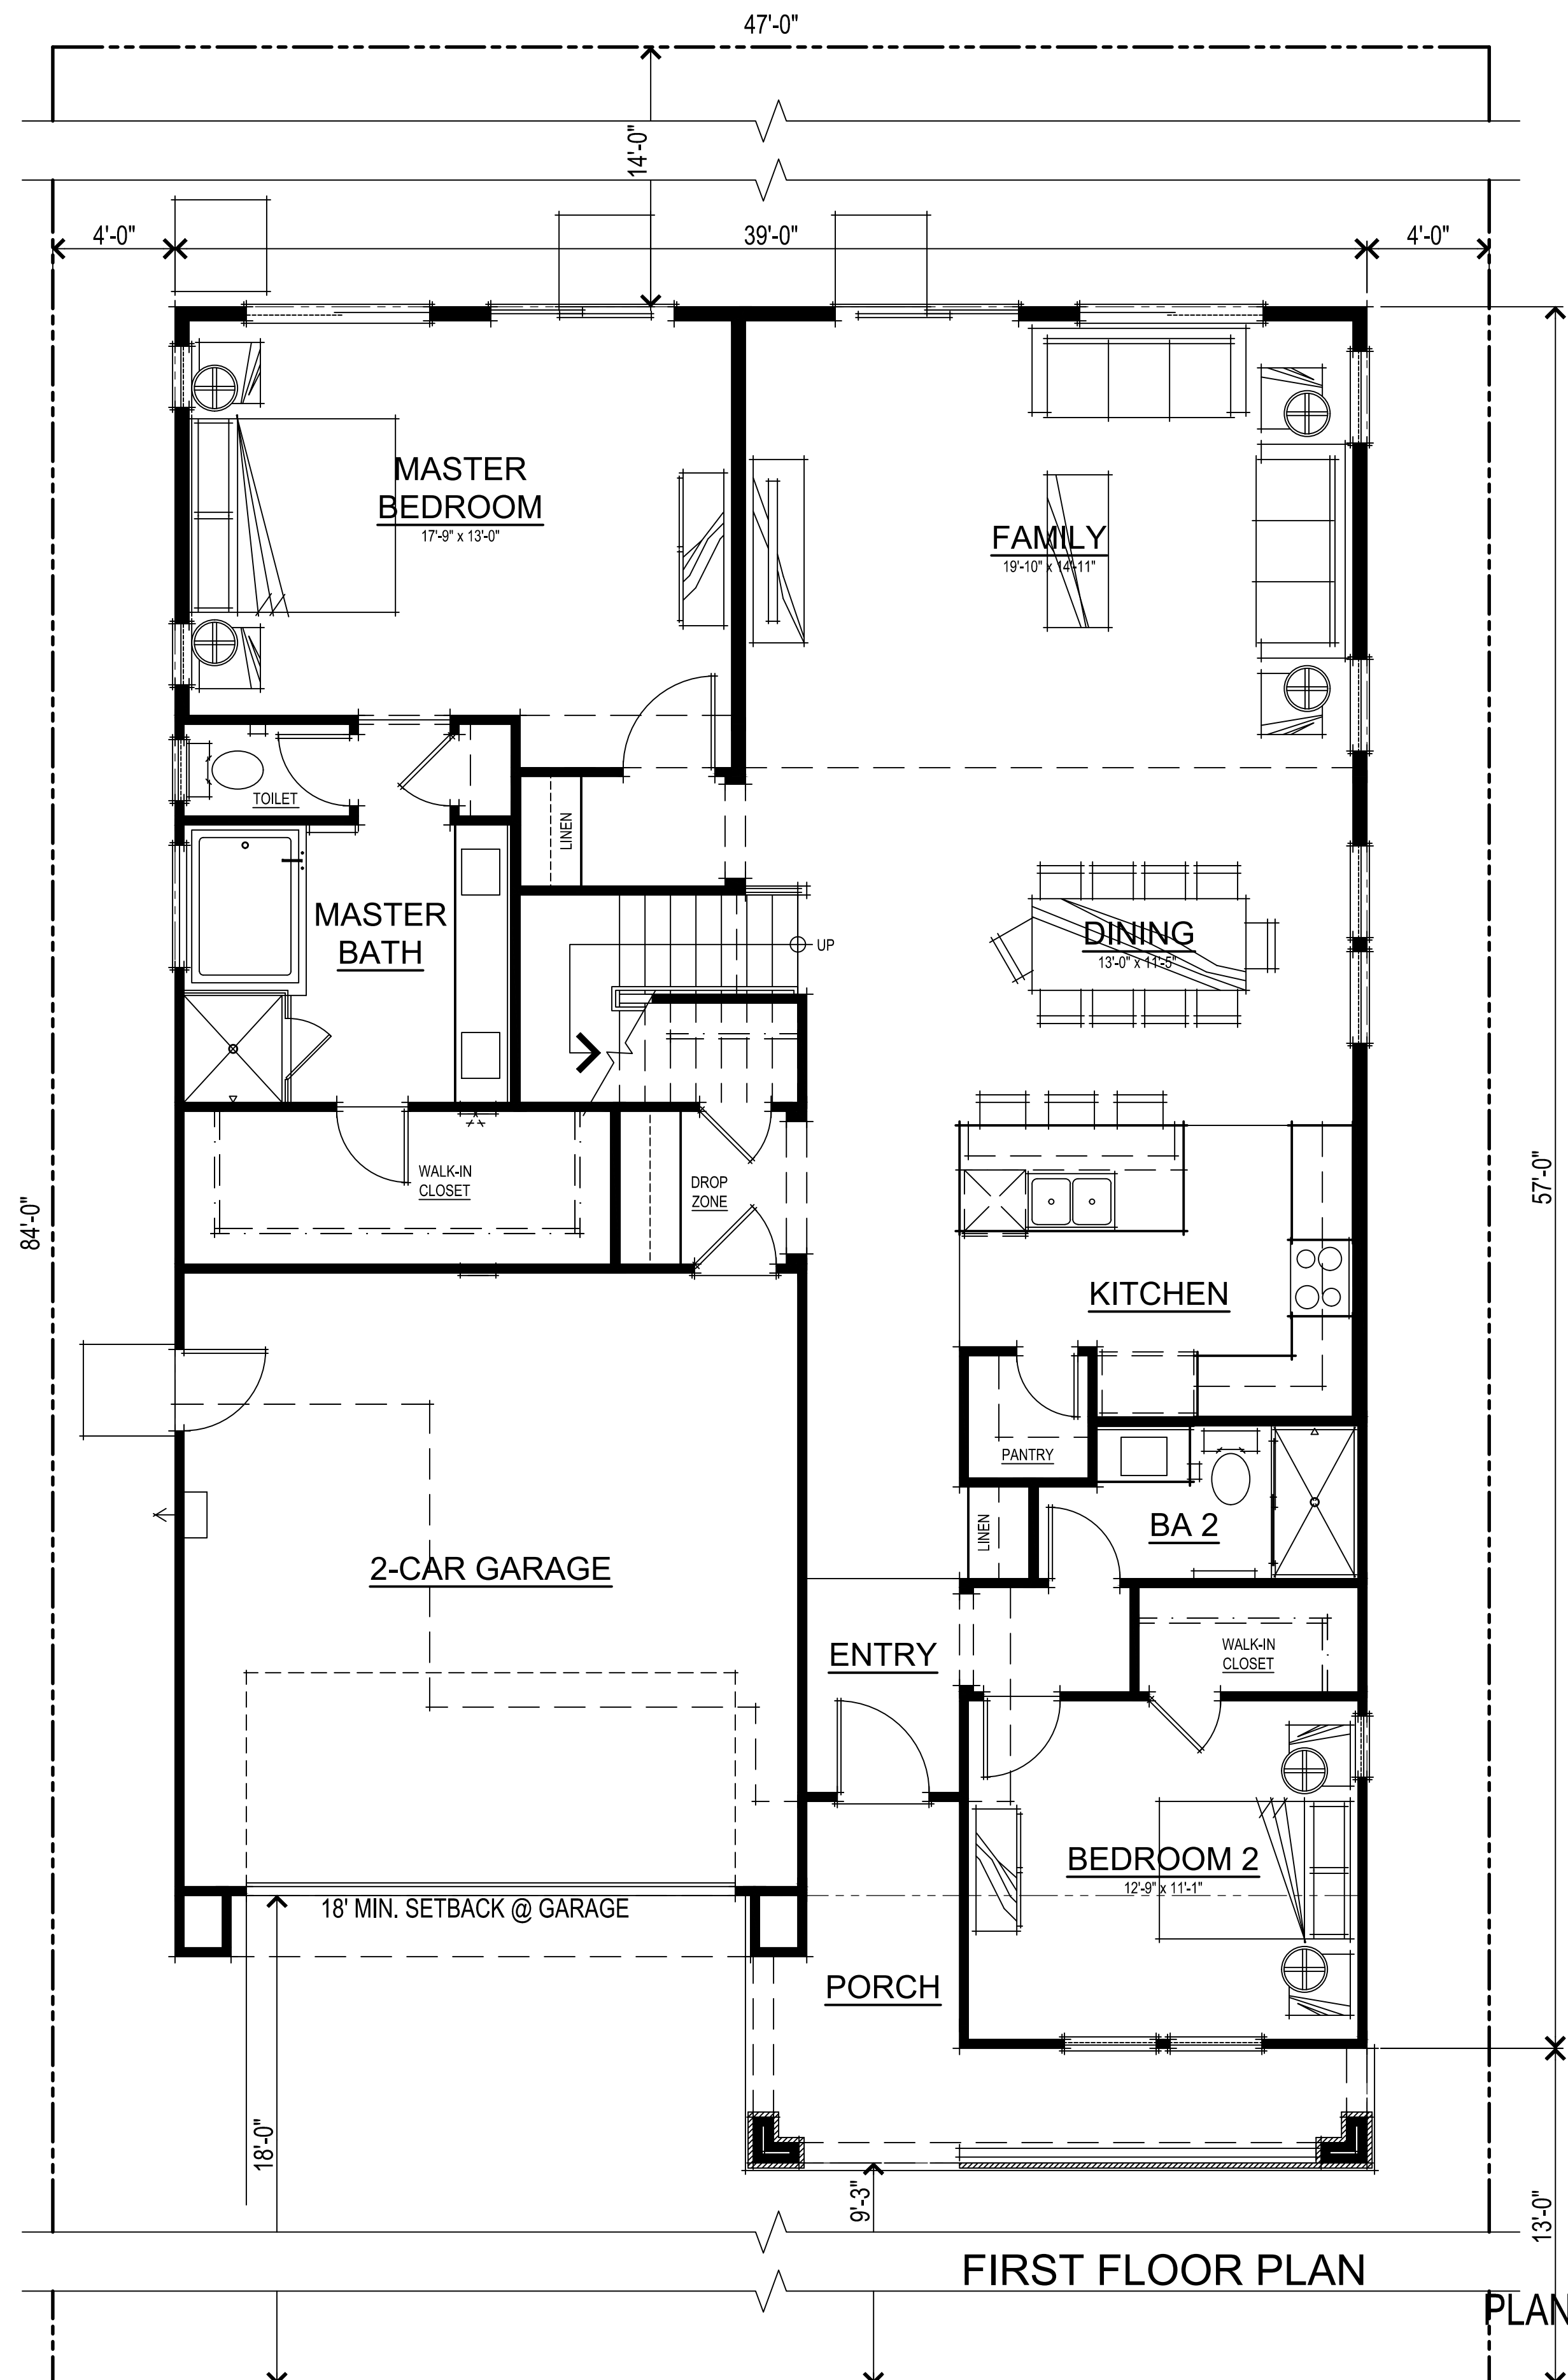 47'-0"
14'-0"
4'-0"
39'-0"
4'-0"
MASTER
BEDROOM
17'-9" x 13'-0"
FAMILY
19'-10" x 14'-11"
TOILET
LINEN
MASTER
BATH
UP
DINING
13'-0" x 11'-5"
WALK-IN
CLOSET
DROP
ZONE
84'-0"
57'-0"
KITCHEN
PANTRY
LINEN
BA 2
2-CAR GARAGE
ENTRY
WALK-IN
CLOSET
BEDROOM 2
12'-9" x 11'-1"
18' MIN. SETBACK @ GARAGE
PORCH
18'-0"
9'-3"
13'-0"
FIRST FLOOR PLAN
PLAN